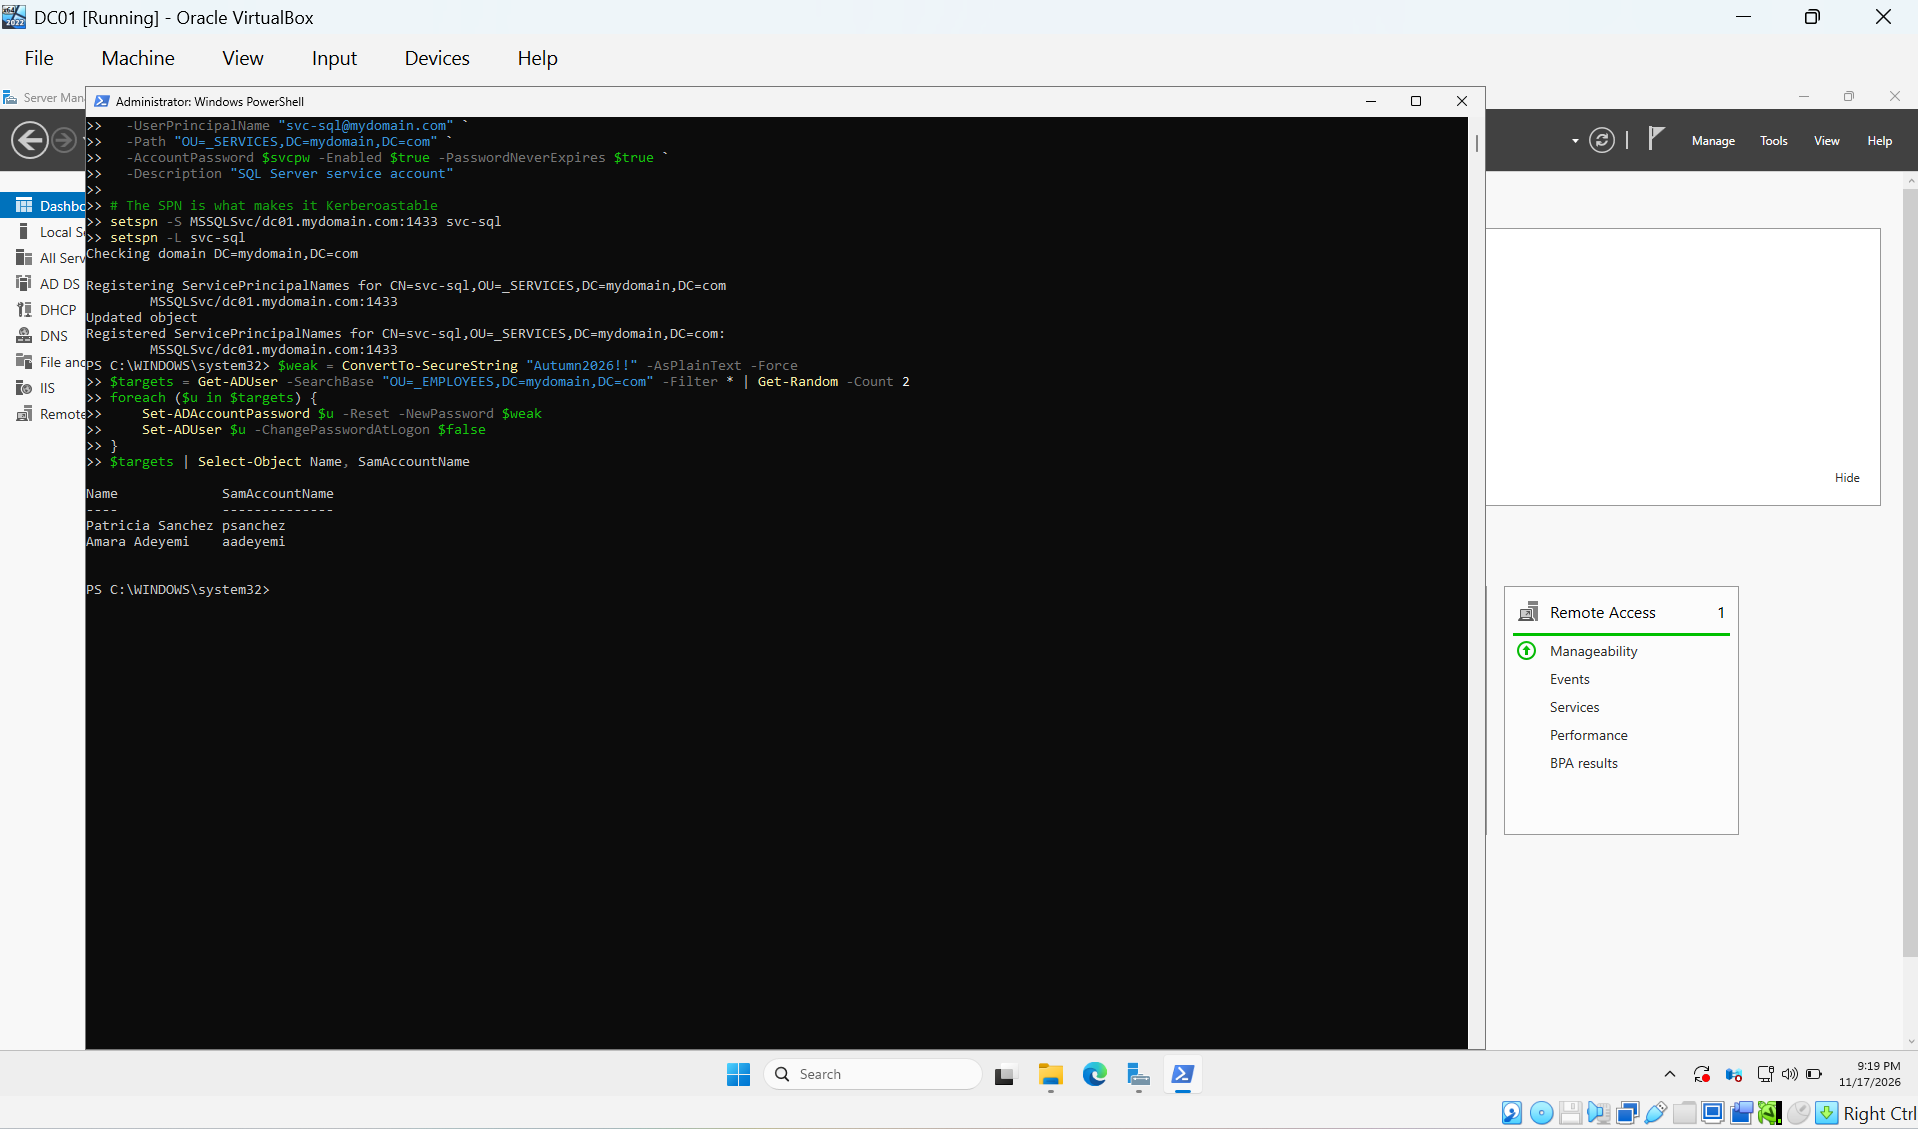 DC01 [Running] - Oracle VirtualBox
File Machine View Input Devices Help
Server Man
Administrator: Windows PowerShell
Manage Tools View Help
Dashbo
Local S
All Serv
AD DS
DHCP
DNS
File and
IIS
Remote
>>   -UserPrincipalName "svc-sql@mydomain.com" `
>>   -Path "OU=_SERVICES,DC=mydomain,DC=com" `
>>   -AccountPassword $svcpw -Enabled $true -PasswordNeverExpires $true `
>>   -Description "SQL Server service account"
>>
>> # The SPN is what makes it Kerberoastable
>> setspn -S MSSQLSvc/dc01.mydomain.com:1433 svc-sql
>> setspn -L svc-sql
Checking domain DC=mydomain,DC=com
Registering ServicePrincipalNames for CN=svc-sql,OU=_SERVICES,DC=mydomain,DC=com
        MSSQLSvc/dc01.mydomain.com:1433
Updated object
Registered ServicePrincipalNames for CN=svc-sql,OU=_SERVICES,DC=mydomain,DC=com:
        MSSQLSvc/dc01.mydomain.com:1433
PS C:\WINDOWS\system32> $weak = ConvertTo-SecureString "Autumn2026!!" -AsPlainText -Force
>> $targets = Get-ADUser -SearchBase "OU=_EMPLOYEES,DC=mydomain,DC=com" -Filter * | Get-Random -Count 2
>> foreach ($u in $targets) {
>>     Set-ADAccountPassword $u -Reset -NewPassword $weak
>>     Set-ADUser $u -ChangePasswordAtLogon $false
>> }
>> $targets | Select-Object Name, SamAccountName
Name             SamAccountName
----             --------------
Patricia Sanchez psanchez
Amara Adeyemi    aadeyemi
PS C:\WINDOWS\system32>
Hide
Remote Access 1
Manageability
Events
Services
Performance
BPA results
Search
9:19 PM
11/17/2026
Right Ctrl